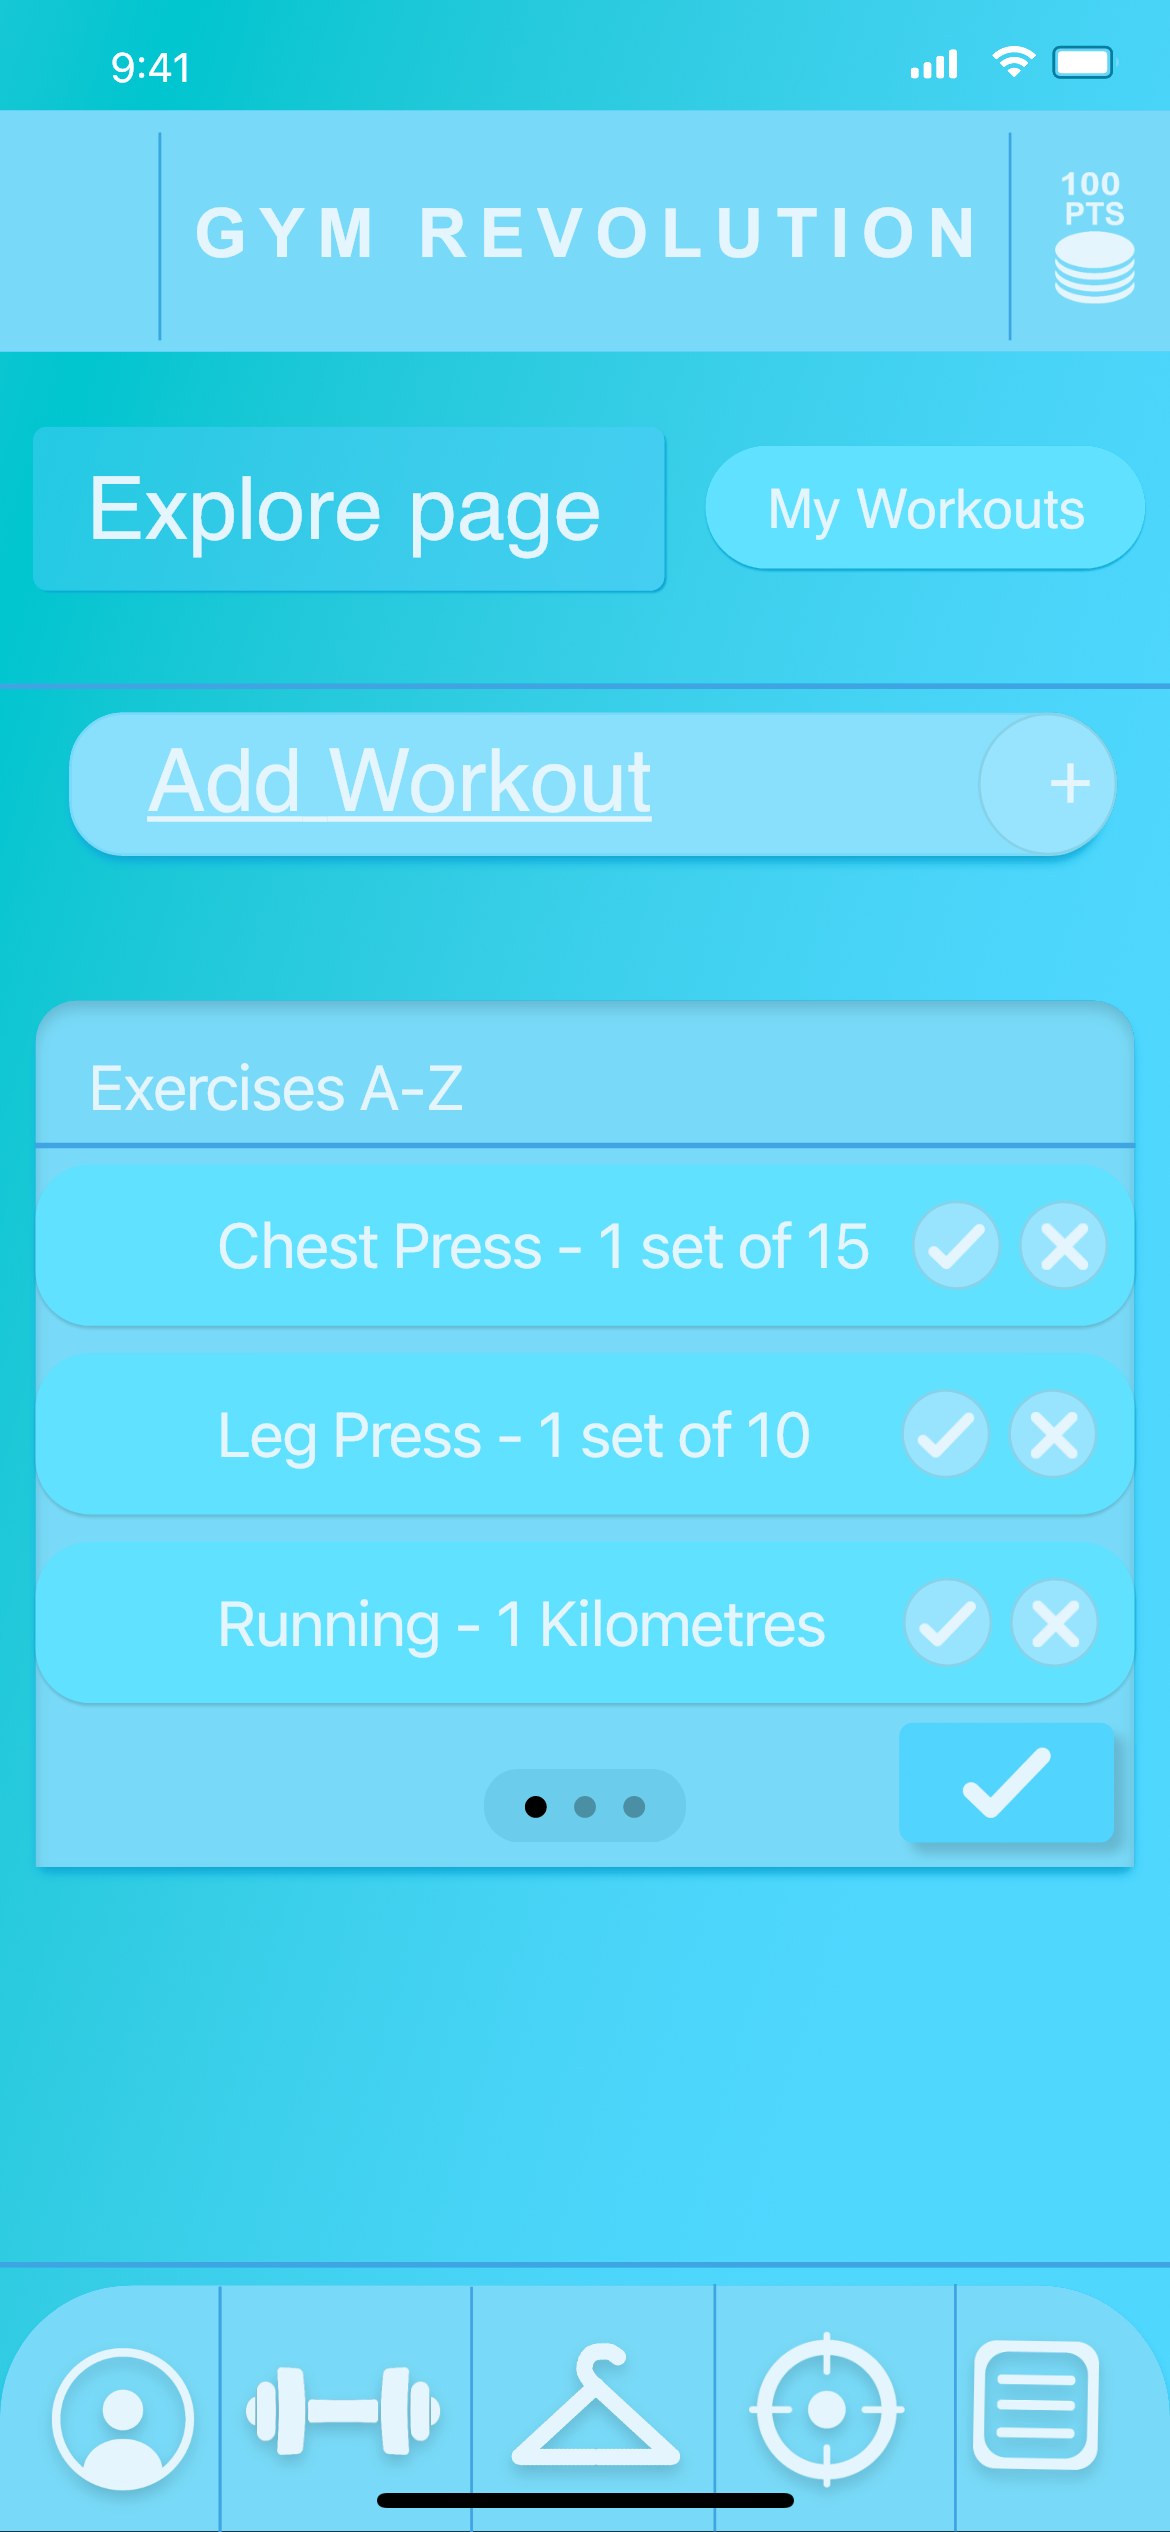 9:41
GYM REVOLUTION
100
PTS
Explore page
My Workouts
Add Workout
+
Exercises A-Z
Chest Press - 1 set of 15
Leg Press - 1 set of 10
Running - 1 Kilometres